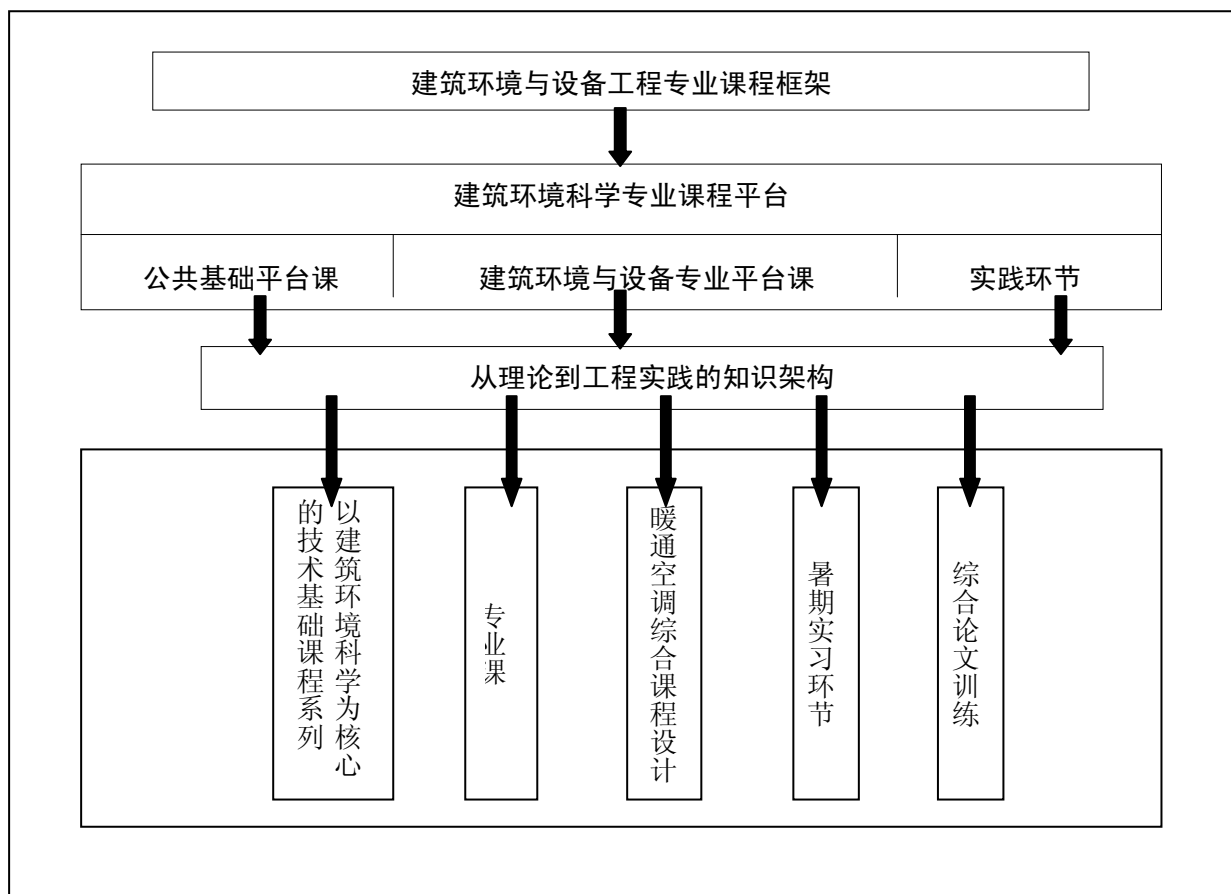 建筑环境与设备工程专业课程框架
建筑环境科学专业课程平台
公共基础平台课
建筑环境与设备专业平台课
实践环节
从理论到工程实践的知识架构
以建筑环境科学为核心
的技术基础课程系列
专业课
暖通空调综合课程设计
暑期实习环节
综合论文训练